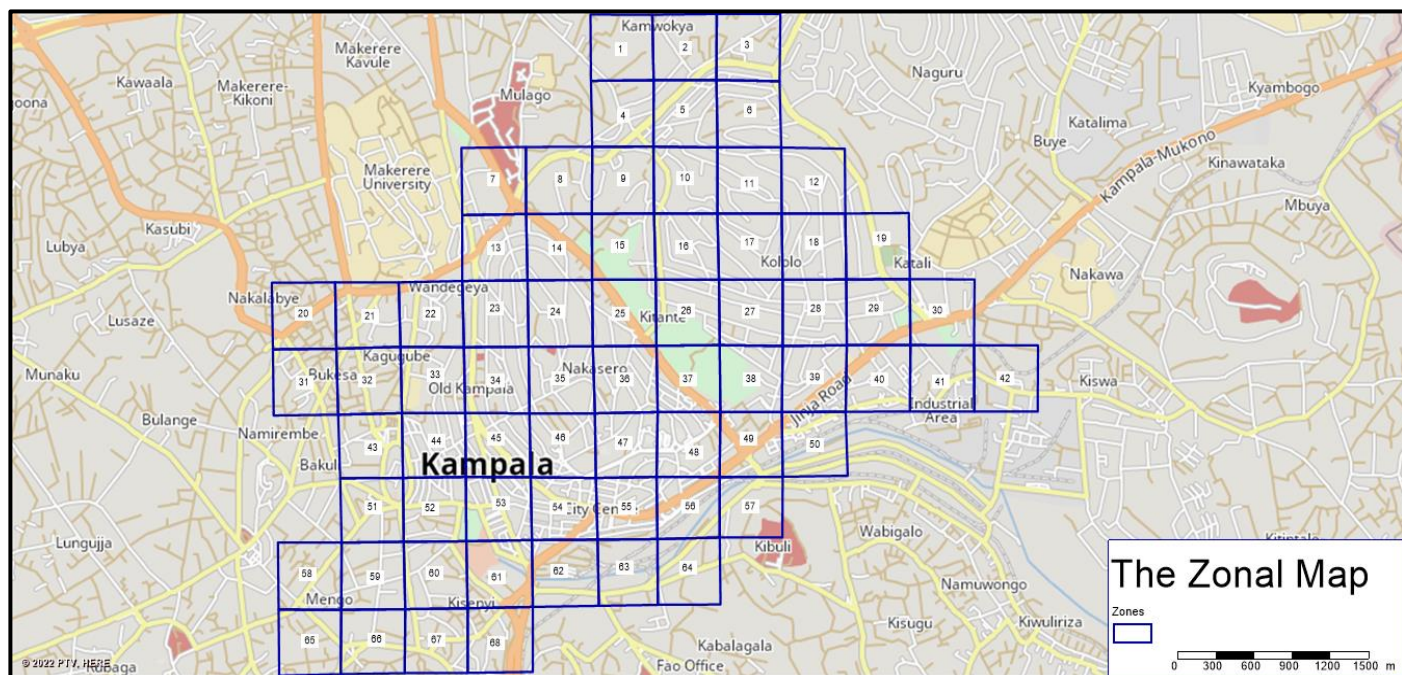 Kamwokya
1
2
3
Makerere
Kavule
Naguru
Kawaala
Makerere-
Kikoni
Mulago
Kyambogo
4
5
6
Katalima
Buye
Kampala-Mukono
Kinawataka
Makerere
University
7
8
9
10
11
12
Mbuya
Kasubi
Lubya
13
14
15
16
17
18
19
Kololo
Katali
Nakawa
Nakalabye
Wandegeya
20
21
22
23
24
25
26
27
28
29
30
Lusaze
Kitante
Kagugube
Munaku
Bukesa
Old Kampala
Nakasero
31
32
33
34
35
36
37
38
39
40
41
42
Kiswa
Jinja Road
Industrial
Area
Bulange
Namirembe
43
44
45
46
47
48
49
50
Bakuli
Kampala
51
52
53
54
55
56
57
City Centre
Lungujja
Kibuli
Wabigalo
Kitintale
58
59
60
61
62
63
64
Mengo
Kisenyi
Namuwongo
65
66
67
68
Kisugu
Kiwuliriza
Kabalagala
Fao Office
Rubaga
© 2022 PTV, HERE
The Zonal Map
Zones
0 300 600 900 1200 1500 m